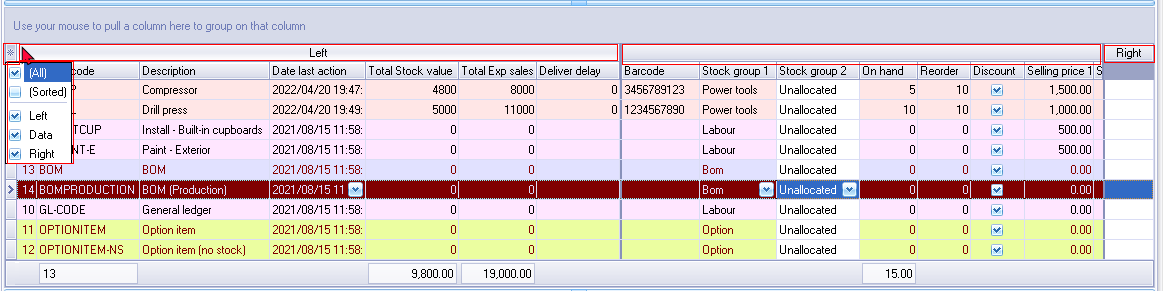 Use your mouse to pull a column here to group on that column
Left Right
code Description Date last action Total Stock value Total Exp sales Deliver delay Barcode Stock group 1 Stock group 2 On hand Reorder Discount Selling price 1 S
(All)
(Sorted)
Left
Data
Right
P Compressor 2022/04/20 19:47: 4800 8000 0 3456789123 Power tools Unallocated 5 10 1,500.00
Drill press 2022/04/20 19:49: 5000 11000 0 1234567890 Power tools Unallocated 10 10 1,000.00
TCUP Install - Built-in cupboards 2021/08/15 11:58: 0 0 Labour Unallocated 0 0 500.00
NT-E Paint - Exterior 2021/08/15 11:58: 0 0 Labour Unallocated 0 0 500.00
13 BOM BOM 2021/08/15 11:58: 0 0 Bom Unallocated 0 0 0.00
14 BOMPRODUCTION BOM (Production) 2021/08/15 11 0 0 Bom Unallocated 0 0 0.00
10 GL-CODE General ledger 2021/08/15 11:58: 0 0 Labour Unallocated 0 0 0.00
11 OPTIONITEM Option item 2021/08/15 11:58: 0 0 Option Unallocated 0 0 0.00
12 OPTIONITEM-NS Option item (no stock) 2021/08/15 11:58: 0 0 Option Unallocated 0 0 0.00
13 9,800.00 19,000.00 15.00